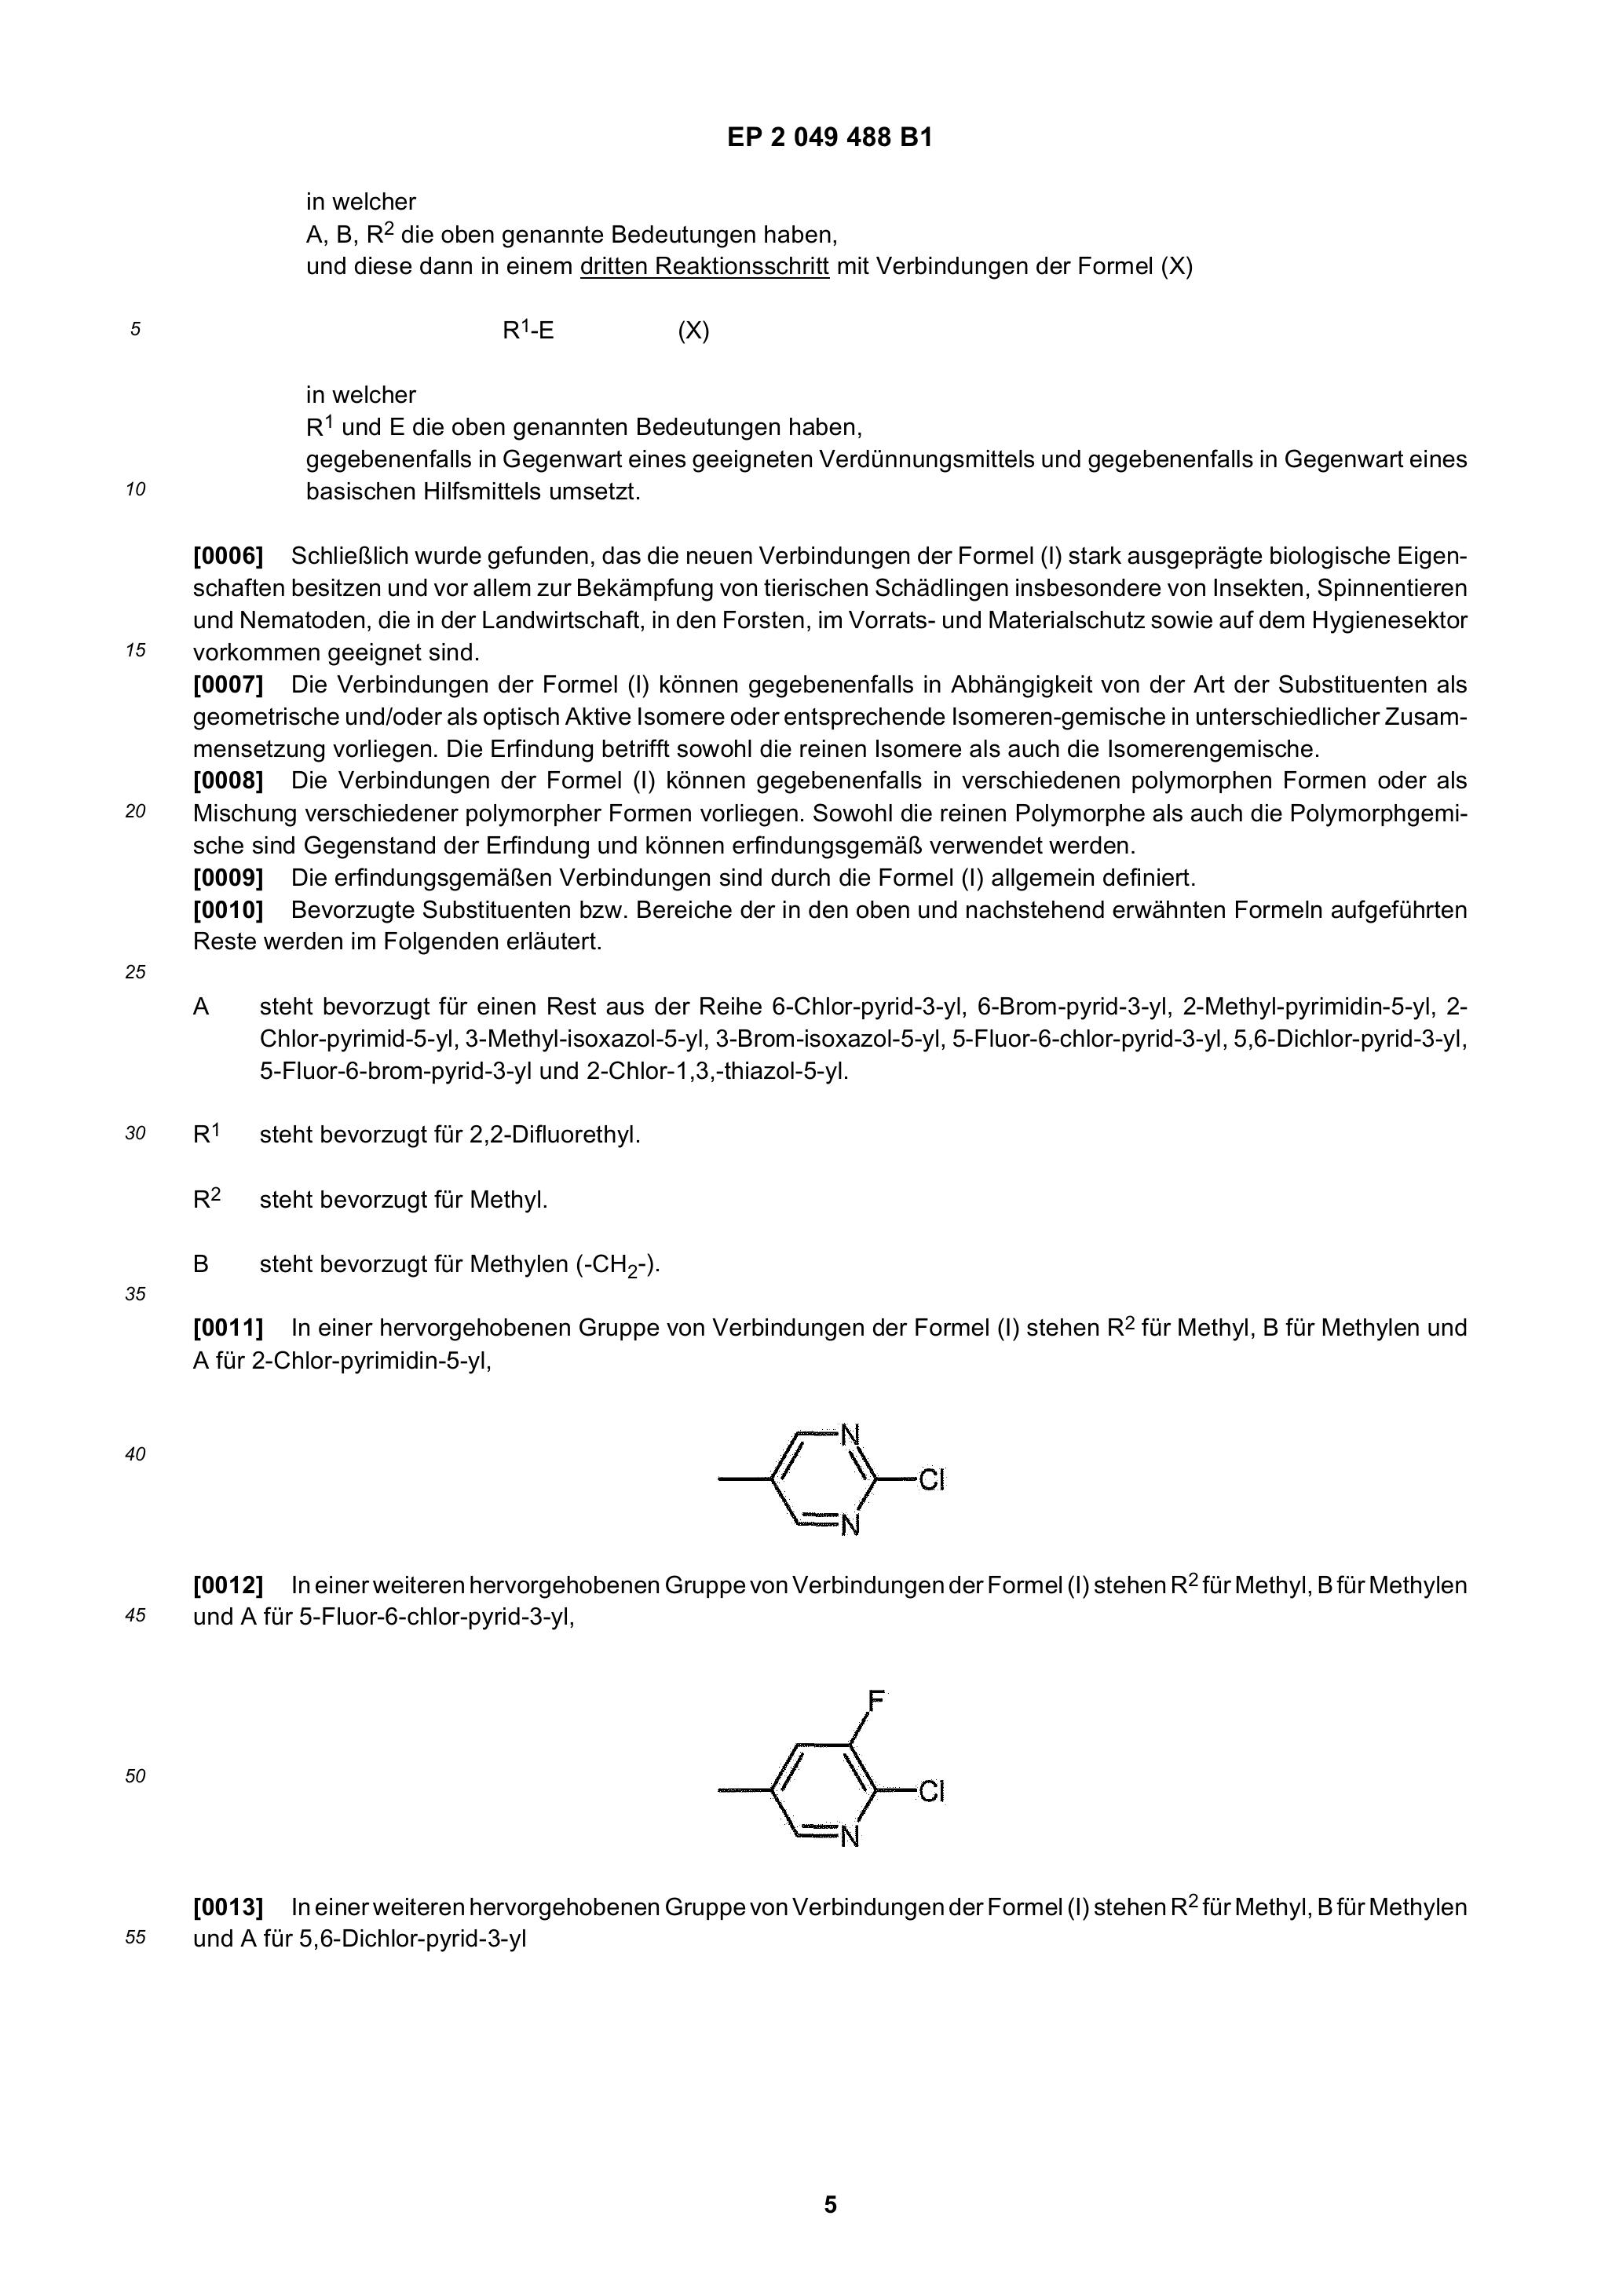 EP 2 049 488 B1
in welcher
A, B, R2 die oben genannte Bedeutungen haben,
und diese dann in einem dritten Reaktionsschritt mit Verbindungen der Formel (X)
5 R1-E (X)
in welcher
R1 und E die oben genannten Bedeutungen haben,
gegebenenfalls in Gegenwart eines geeigneten Verdünnungsmittels und gegebenenfalls in Gegenwart eines
10 basischen Hilfsmittels umsetzt.
[0006] Schließlich wurde gefunden, das die neuen Verbindungen der Formel (I) stark ausgeprägte biologische Eigen-
schaften besitzen und vor allem zur Bekämpfung von tierischen Schädlingen insbesondere von Insekten, Spinnentieren
und Nematoden, die in der Landwirtschaft, in den Forsten, im Vorrats- und Materialschutz sowie auf dem Hygienesektor
15 vorkommen geeignet sind.
[0007] Die Verbindungen der Formel (I) können gegebenenfalls in Abhängigkeit von der Art der Substituenten als
geometrische und/oder als optisch Aktive Isomere oder entsprechende Isomeren-gemische in unterschiedlicher Zusam-
mensetzung vorliegen. Die Erfindung betrifft sowohl die reinen Isomere als auch die Isomerengemische.
[0008] Die Verbindungen der Formel (I) können gegebenenfalls in verschiedenen polymorphen Formen oder als
20 Mischung verschiedener polymorpher Formen vorliegen. Sowohl die reinen Polymorphe als auch die Polymorphgemi-
sche sind Gegenstand der Erfindung und können erfindungsgemäß verwendet werden.
[0009] Die erfindungsgemäßen Verbindungen sind durch die Formel (I) allgemein definiert.
[0010] Bevorzugte Substituenten bzw. Bereiche der in den oben und nachstehend erwähnten Formeln aufgeführten
Reste werden im Folgenden erläutert.
25
A steht bevorzugt für einen Rest aus der Reihe 6-Chlor-pyrid-3-yl, 6-Brom-pyrid-3-yl, 2-Methyl-pyrimidin-5-yl, 2-
Chlor-pyrimid-5-yl, 3-Methyl-isoxazol-5-yl, 3-Brom-isoxazol-5-yl, 5-Fluor-6-chlor-pyrid-3-yl, 5,6-Dichlor-pyrid-3-yl,
5-Fluor-6-brom-pyrid-3-yl und 2-Chlor-1,3,-thiazol-5-yl.
30 R1 steht bevorzugt für 2,2-Difluorethyl.
R2 steht bevorzugt für Methyl.
B steht bevorzugt für Methylen (-CH2-).
35
[0011] In einer hervorgehobenen Gruppe von Verbindungen der Formel (I) stehen R2 für Methyl, B für Methylen und
A für 2-Chlor-pyrimidin-5-yl,
N
40
Cl
N
[0012] In einer weiteren hervorgehobenen Gruppe von Verbindungen der Formel (I) stehen R2 für Methyl, B für Methylen
45 und A für 5-Fluor-6-chlor-pyrid-3-yl,
F
50
Cl
N
[0013] In einer weiteren hervorgehobenen Gruppe von Verbindungen der Formel (I) stehen R2 für Methyl, B für Methylen
55 und A für 5,6-Dichlor-pyrid-3-yl
5